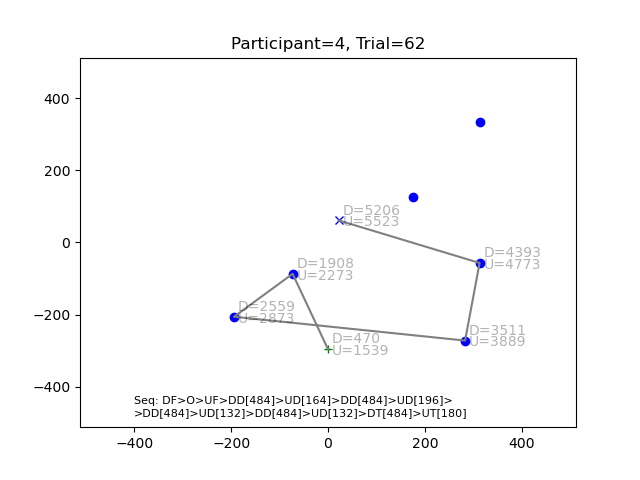 Participant=4, Trial=62
400
200
0
−200
−400
D=5206
U=5523
D=4393
U=4773
D=1908
U=2273
D=2559
U=2873
D=470
U=1539
D=3511
U=3889
Seq: DF>O>UF>DD[484]>UD[164]>DD[484]>UD[196]>
>DD[484]>UD[132]>DD[484]>UD[132]>DT[484]>UT[180]
−400 −200 0 200 400